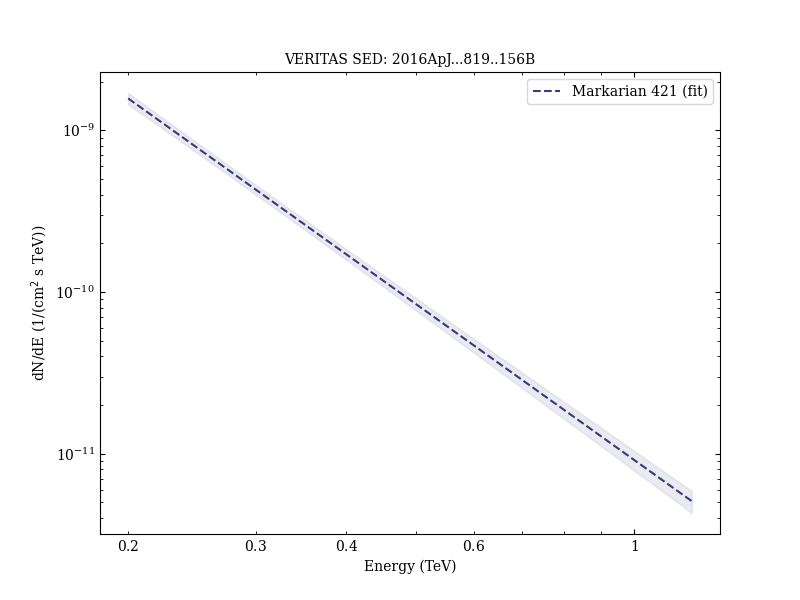 VERITAS SED: 2016ApJ...819..156B
Markarian 421 (fit)
dN/dE (1/(cm² s TeV))
10⁻⁹
10⁻¹⁰
10⁻¹¹
0.2 0.3 0.4 0.6 1
Energy (TeV)